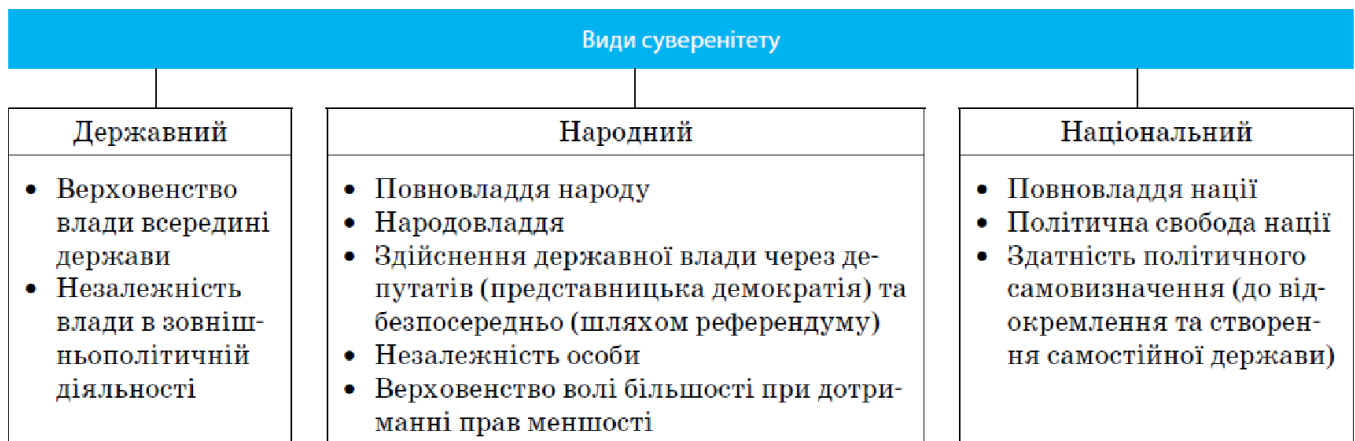 Види суверенітету
Державний
• Верховенство
влади всередині
держави
• Незалежність
влади в зовніш-
ньополітичній
діяльності
Народний
• Повновладдя народу
• Народовладдя
• Здійснення державної влади через де-
путатів (представницька демократія) та
безпосередньо (шляхом референдуму)
• Незалежність особи
• Верховенство волі більшості при дотри-
манні прав меншості
Національний
• Повновладдя нації
• Політична свобода нації
• Здатність політичного
самовизначення (до від-
окремлення та створен-
ня самостійної держави)